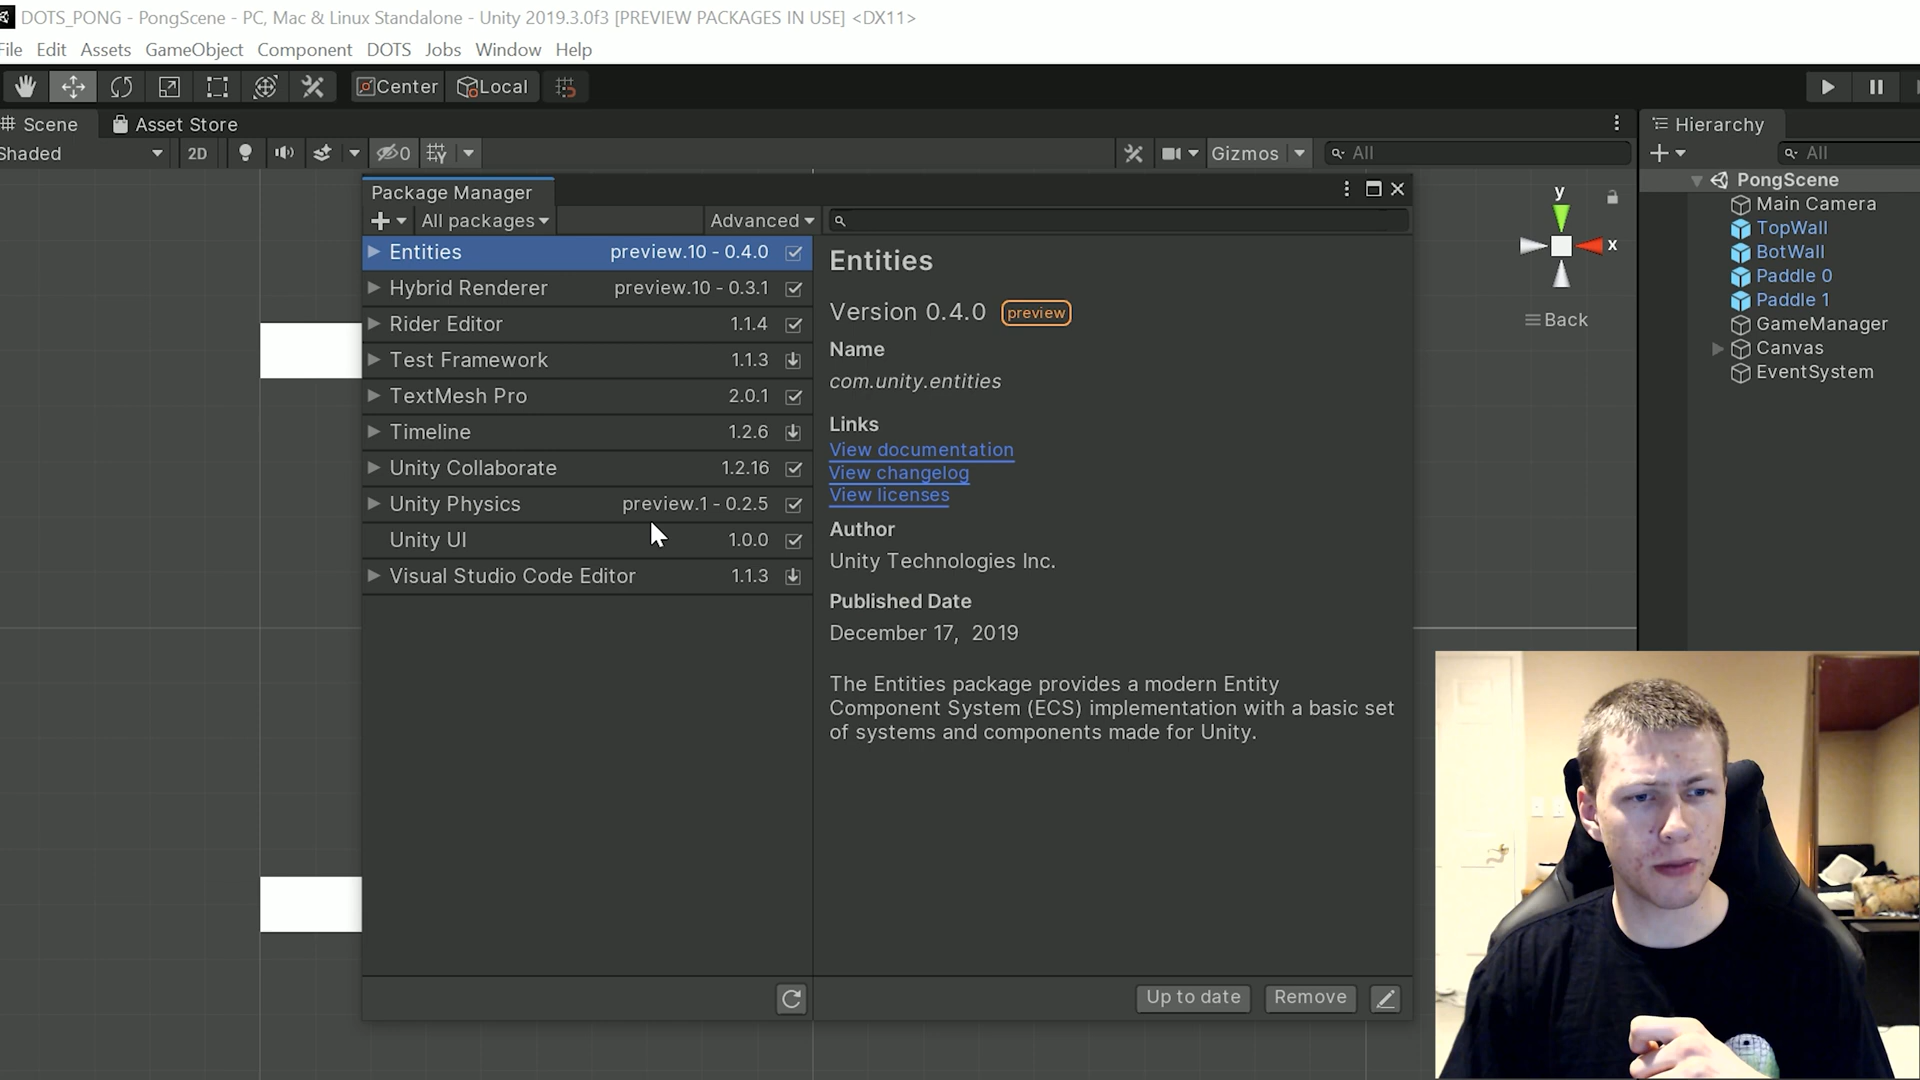 DOTS_PONG - PongScene - PC, Mac & Linux Standalone - Unity 2019.3.0f3 [PREVIEW PACKAGES IN USE] <DX11>
File Edit Assets GameObject Component DOTS Jobs Window Help
Center Local
Scene Asset Store
Shaded 2D 0 Gizmos All
Package Manager
All packages Advanced
Entities preview.10 - 0.4.0
Hybrid Renderer preview.10 - 0.3.1
Rider Editor 1.1.4
Test Framework 1.1.3
TextMesh Pro 2.0.1
Timeline 1.2.6
Unity Collaborate 1.2.16
Unity Physics preview.1 - 0.2.5
Unity UI 1.0.0
Visual Studio Code Editor 1.1.3
Entities
Version 0.4.0 preview
Name
com.unity.entities
Links
View documentation
View changelog
View licenses
Author
Unity Technologies Inc.
Published Date
December 17, 2019
The Entities package provides a modern Entity
Component System (ECS) implementation with a basic set
of systems and components made for Unity.
Up to date Remove
y
x
Back
Hierarchy
All
PongScene
Main Camera
TopWall
BotWall
Paddle 0
Paddle 1
GameManager
Canvas
EventSystem